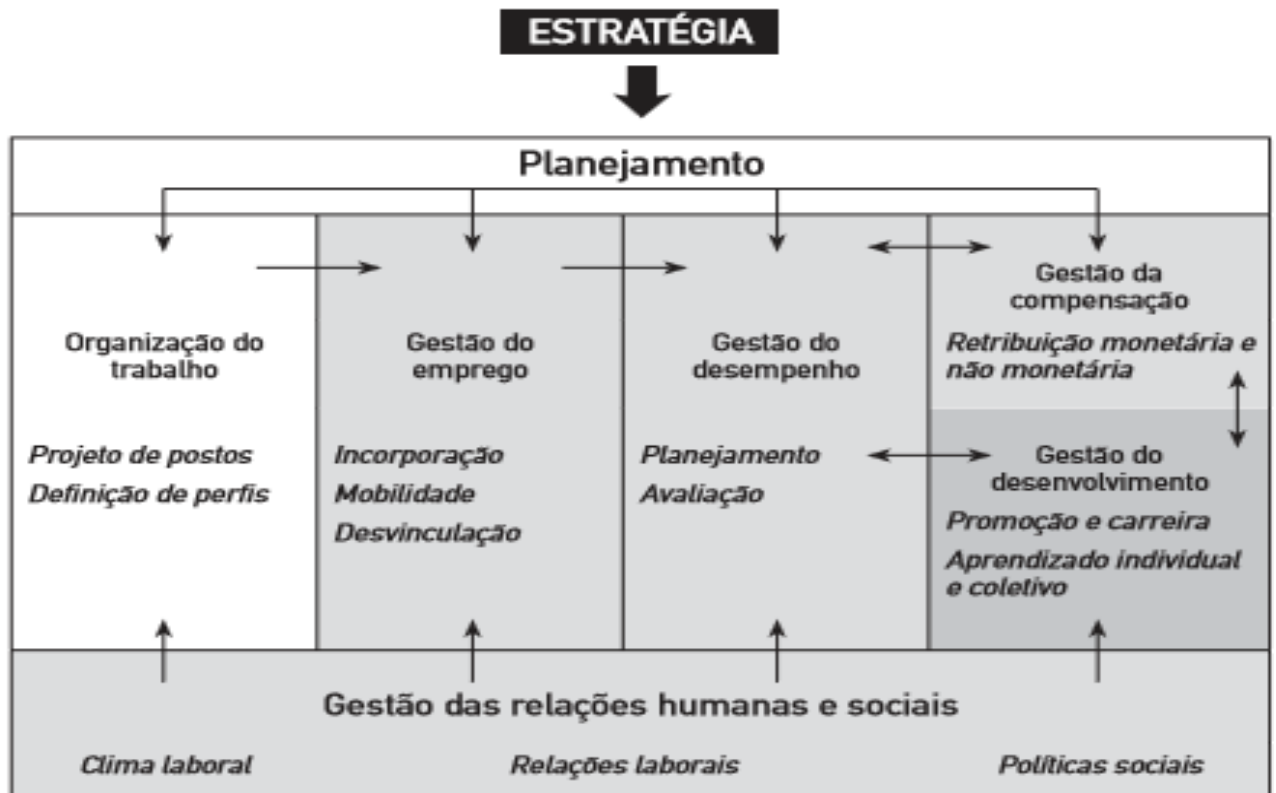 ESTRATÉGIA
Planejamento
Organização do
trabalho
Projeto de postos
Definição de perfis
Gestão do
emprego
Incorporação
Mobilidade
Desvinculação
Gestão do
desempenho
Planejamento
Avaliação
Gestão da
compensação
Retribuição monetária e
não monetária
Gestão do
desenvolvimento
Promoção e carreira
Aprendizado individual
e coletivo
Gestão das relações humanas e sociais
Clima laboral
Relações laborais
Políticas sociais